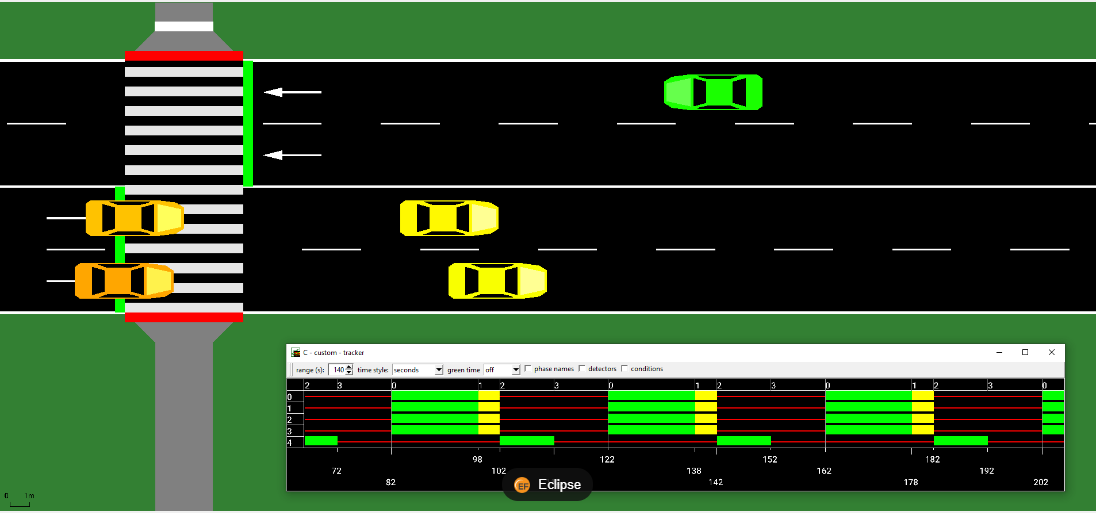 C - custom - tracker
range (s): 140 time style: seconds green time off phase names detectors conditions
2 3 0 1 2 3 0 1 2 3 0 1 2 3 0
0
1
2
3
4
98 122 152 182
72 102 138 162 192
82 142 178 202
Eclipse
EF
0 1m